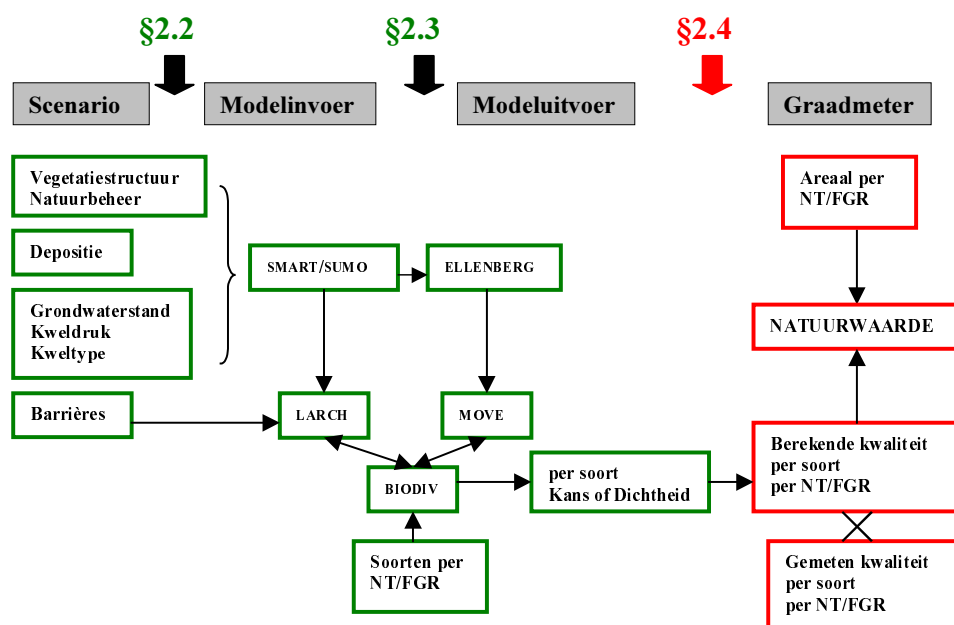 §2.2
§2.3
§2.4
Scenario
Modelinvoer
Modeluitvoer
Graadmeter
Vegetatiestructuur
Natuurbeheer
Areaal per
NT/FGR
Depositie
SMART/SUMO
ELLENBERG
Grondwaterstand
Kweldruk
Kweltype
NATUURWAARDE
Barrières
LARCH
MOVE
Berekende kwaliteit
per soort
per NT/FGR
BIODIV
per soort
Kans of Dichtheid
Soorten per
NT/FGR
Gemeten kwaliteit
per soort
per NT/FGR